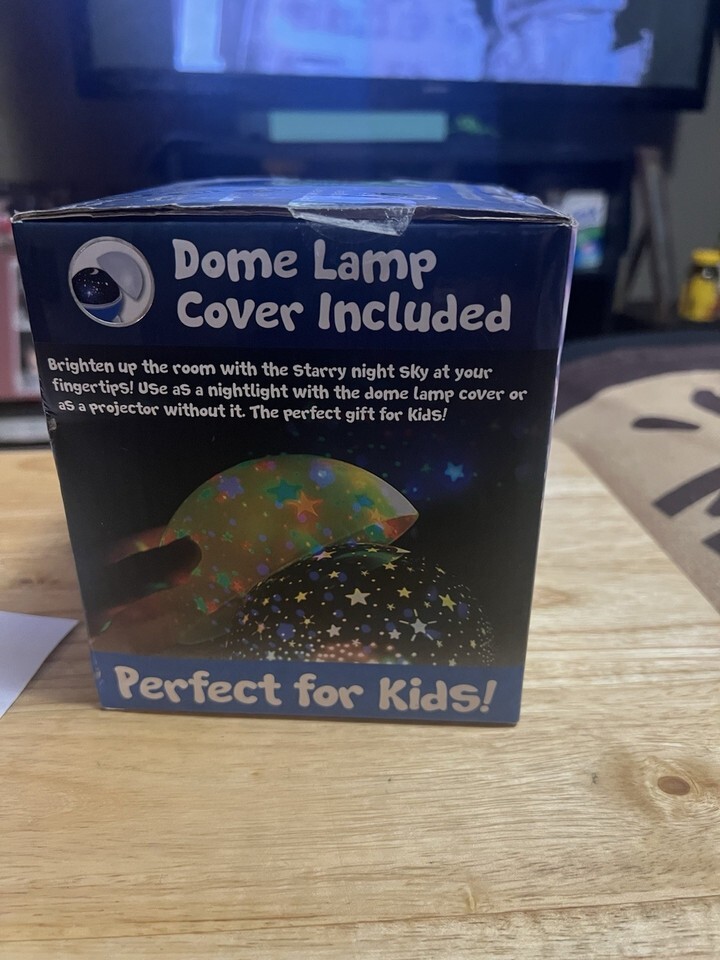 Dome Lamp
Cover Included
Brighten up the room with the starry night sky at your
fingertips! Use as a nightlight with the dome lamp cover or
as a projector without it. The perfect gift for kids!
Perfect for Kids!